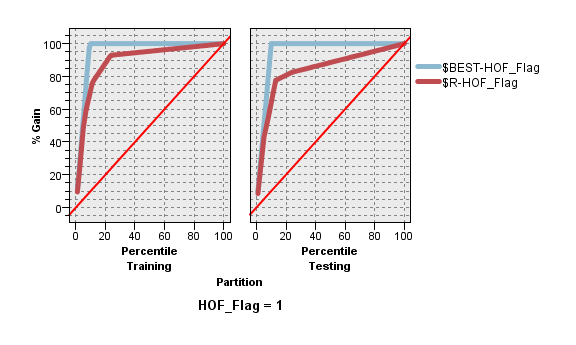 % Gain
100
80
60
40
20
0
0 20 40 60 80 100
0 20 40 60 80 100
Percentile
Training
Percentile
Testing
Partition
HOF_Flag = 1
$BEST-HOF_Flag
$R-HOF_Flag